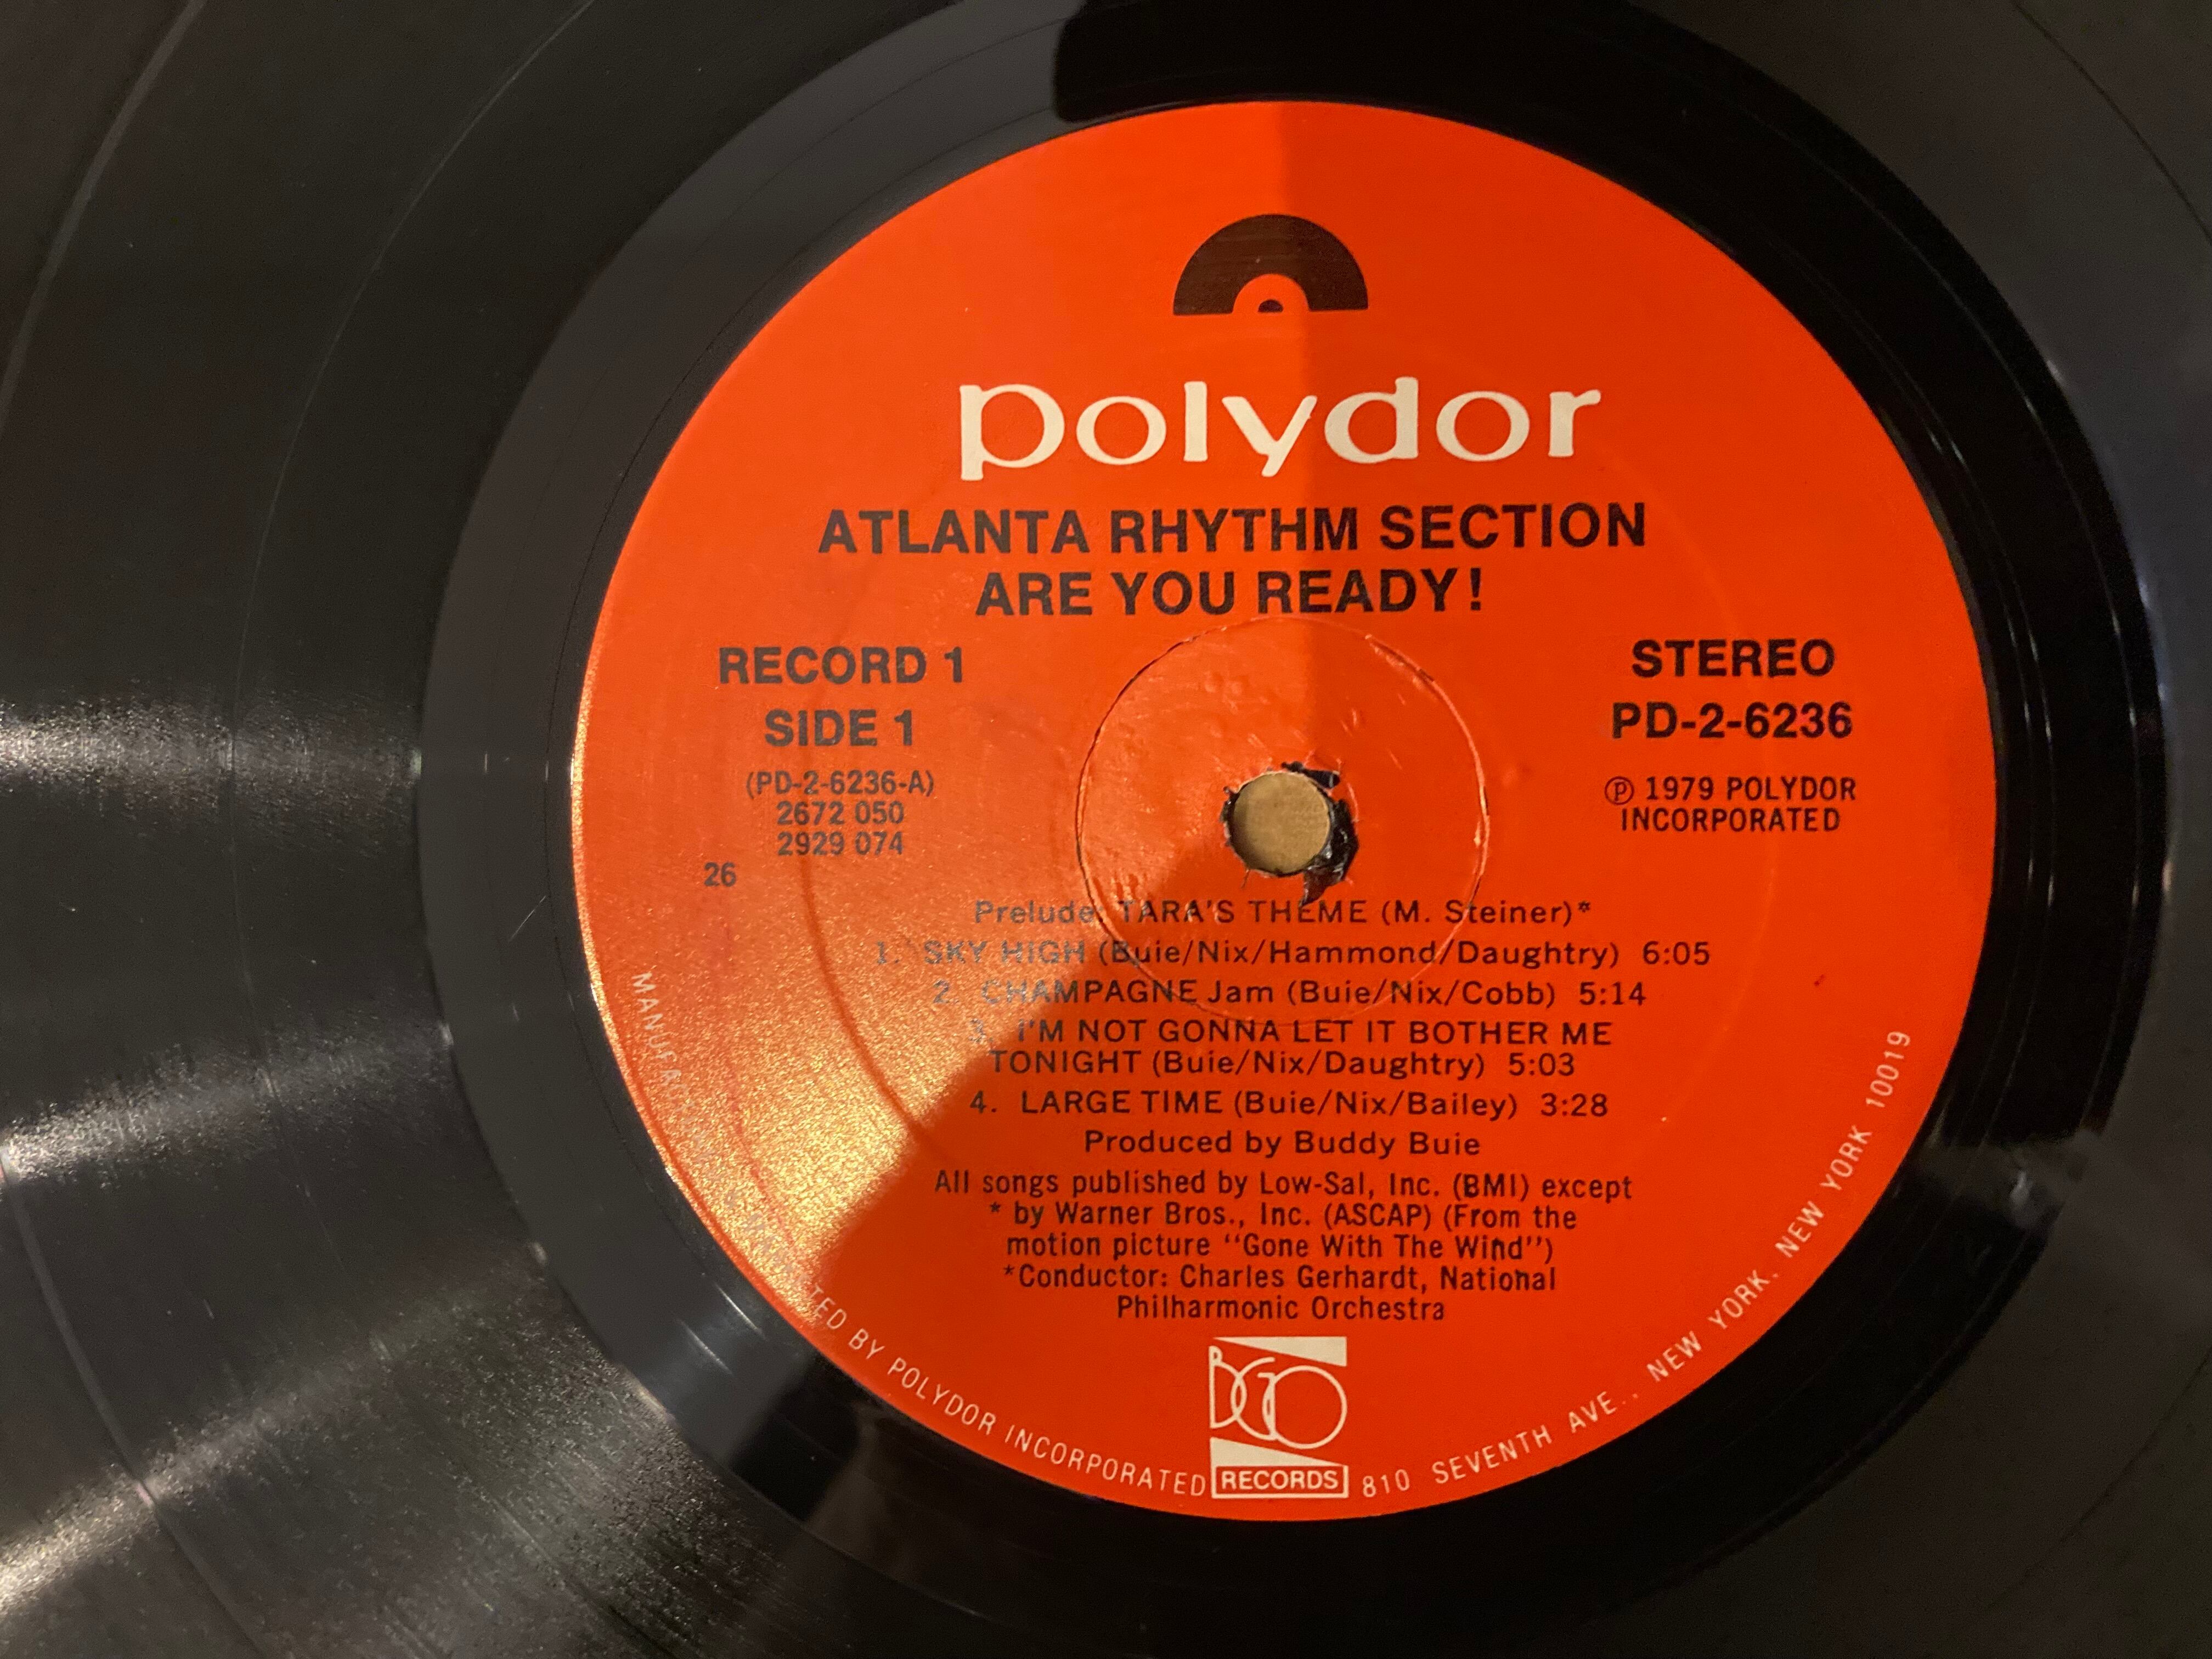 polydor
ATLANTA RHYTHM SECTION
ARE YOU READY!
RECORD 1
SIDE 1
(PD-2-6236-A)
2672 050
2929 074
26
STEREO
PD-2-6236
℗ 1979 POLYDOR
INCORPORATED
Prelude: TARA'S THEME (M. Steiner)*
1. SKY HIGH (Buie/Nix/Hammond/Daughtry) 6:05
2. CHAMPAGNE Jam (Buie/Nix/Cobb) 5:14
3. I'M NOT GONNA LET IT BOTHER ME
TONIGHT (Buie/Nix/Daughtry) 5:03
4. LARGE TIME (Buie/Nix/Bailey) 3:28
Produced by Buddy Buie
All songs published by Low-Sal, Inc. (BMI) except
* by Warner Bros., Inc. (ASCAP) (From the
motion picture "Gone With The Wind")
*Conductor: Charles Gerhardt, National
Philharmonic Orchestra
BGO
RECORDS
BY POLYDOR INCORPORATED 810 SEVENTH AVE., NEW YORK, NEW YORK 10019